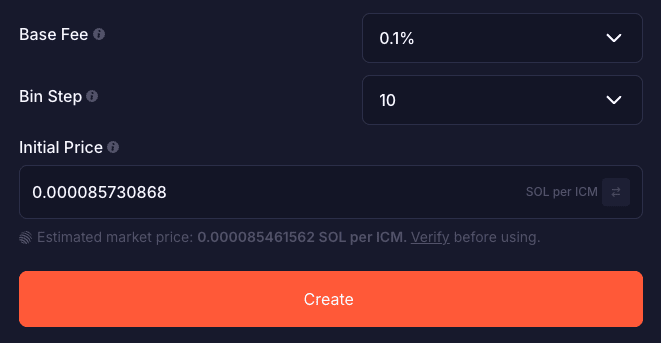 Base Fee
0.1%
Bin Step
10
Initial Price
0.000085730868 SOL per ICM
Estimated market price: 0.000085461562 SOL per ICM. Verify before using.
Create